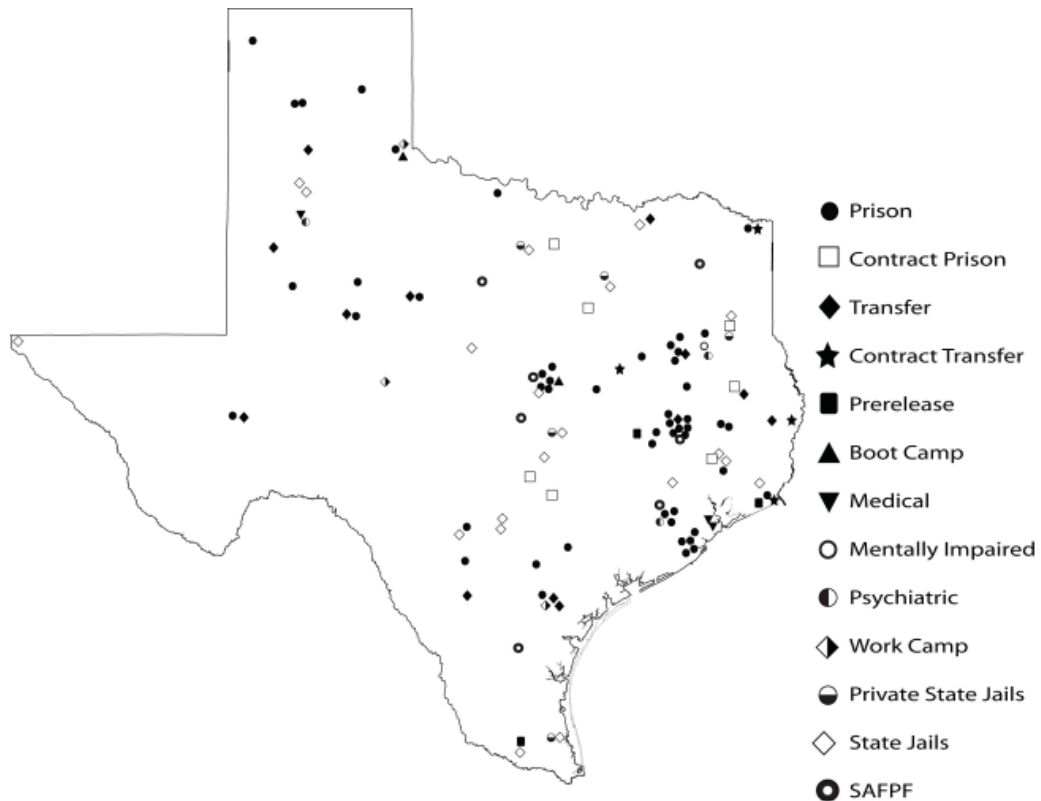 Prison
Contract Prison
Transfer
Contract Transfer
Prerelease
Boot Camp
Medical
Mentally Impaired
Psychiatric
Work Camp
Private State Jails
State Jails
SAFPF